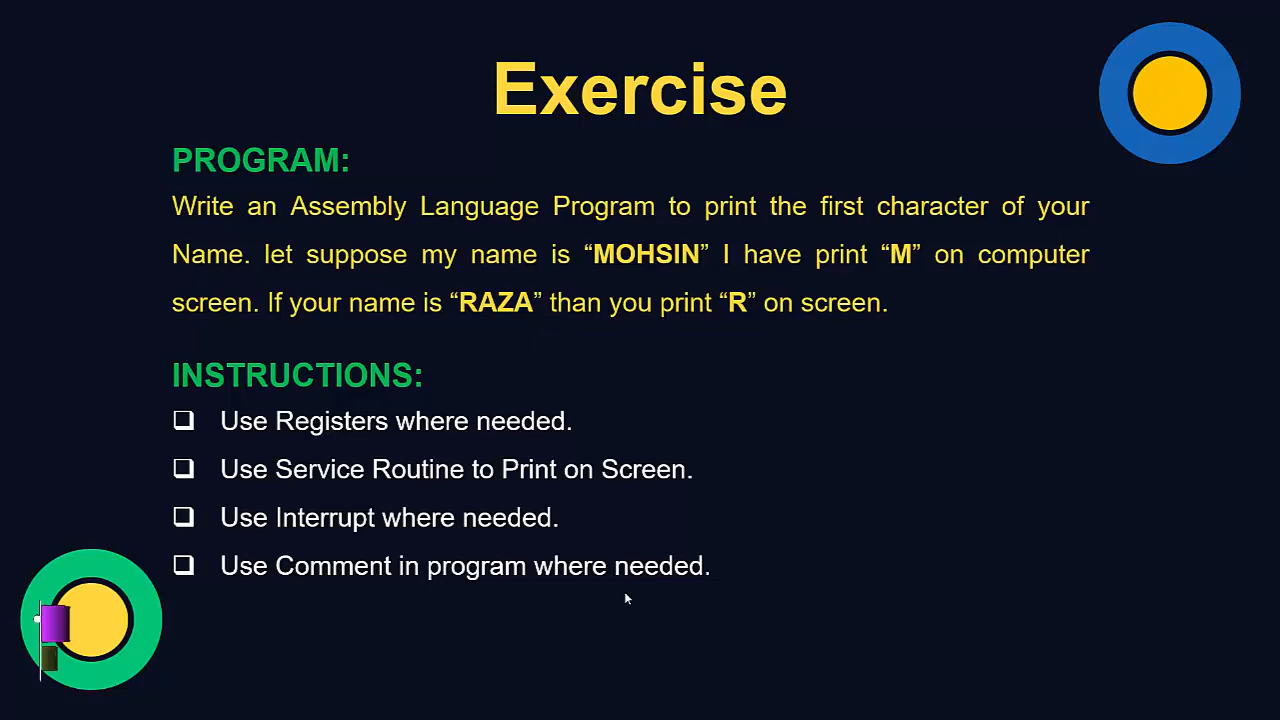 Exercise
PROGRAM:
Write an Assembly Language Program to print the first character of your
Name. let suppose my name is “MOHSIN” I have print “M” on computer
screen. If your name is “RAZA” than you print “R” on screen.
INSTRUCTIONS:
❑ Use Registers where needed.
❑ Use Service Routine to Print on Screen.
❑ Use Interrupt where needed.
❑ Use Comment in program where needed.